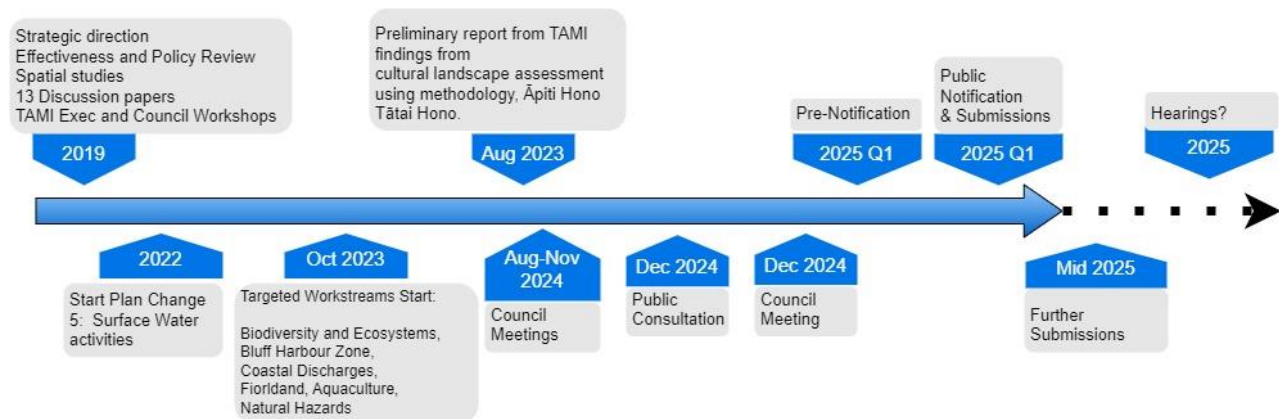 Strategic direction
Effectiveness and Policy Review
Spatial studies
13 Discussion papers
TAMI Exec and Council Workshops
2019
Preliminary report from TAMI
findings from
cultural landscape assessment
using methodology, Āpiti Hono
Tātai Hono.
Aug 2023
Pre-Notification
2025 Q1
Public
Notification
& Submissions
2025 Q1
Hearings?
2025
2022
Start Plan Change
5: Surface Water
activities
Oct 2023
Targeted Workstreams Start:
Biodiversity and Ecosystems,
Bluff Harbour Zone,
Coastal Discharges,
Fiorldand, Aquaculture,
Natural Hazards
Aug-Nov
2024
Council
Meetings
Dec 2024
Public
Consultation
Dec 2024
Council
Meeting
Mid 2025
Further
Submissions